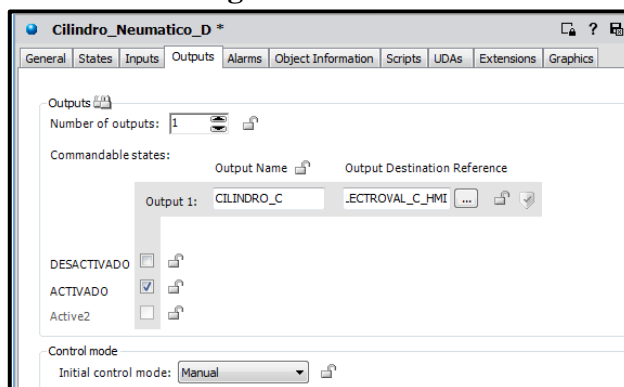 Cilindro_Neumatico_D *
General States Inputs Outputs Alarms Object Information Scripts UDAs Extensions Graphics
Outputs
Number of outputs: 1
Commandable states:
Output Name Output Destination Reference
Output 1: CILINDRO_C .ECTROVAL_C_HMI ...
DESACTIVADO
ACTIVADO
Active2
Control mode
Initial control mode: Manual